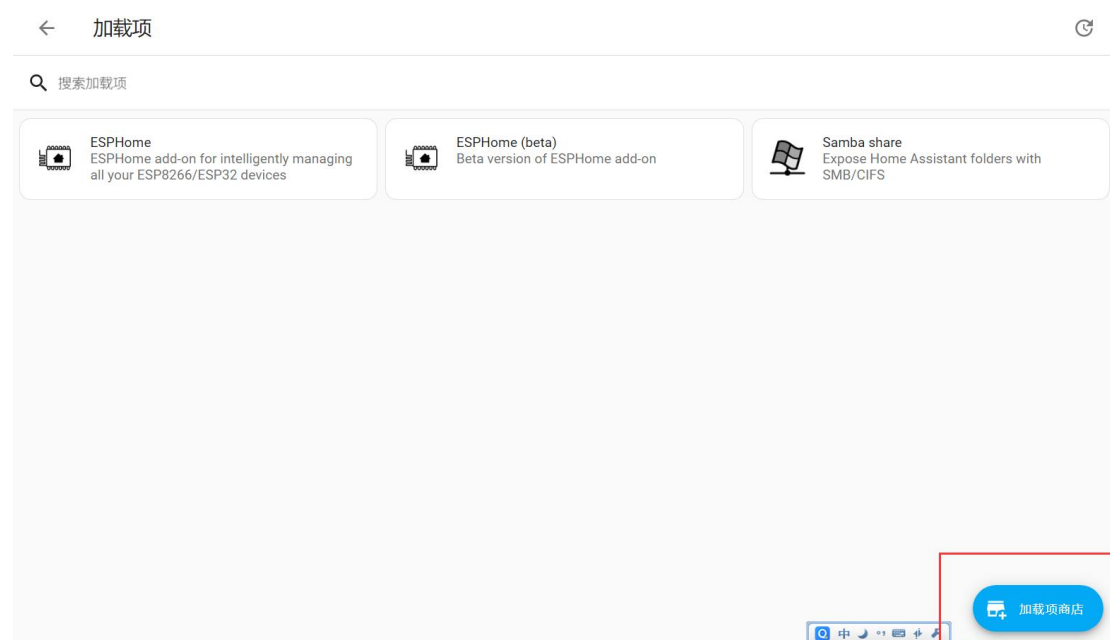 加载项
搜索加载项
ESPHome
ESPHome add-on for intelligently managing
all your ESP8266/ESP32 devices
ESPHome (beta)
Beta version of ESPHome add-on
Samba share
Expose Home Assistant folders with
SMB/CIFS
加载项商店
中